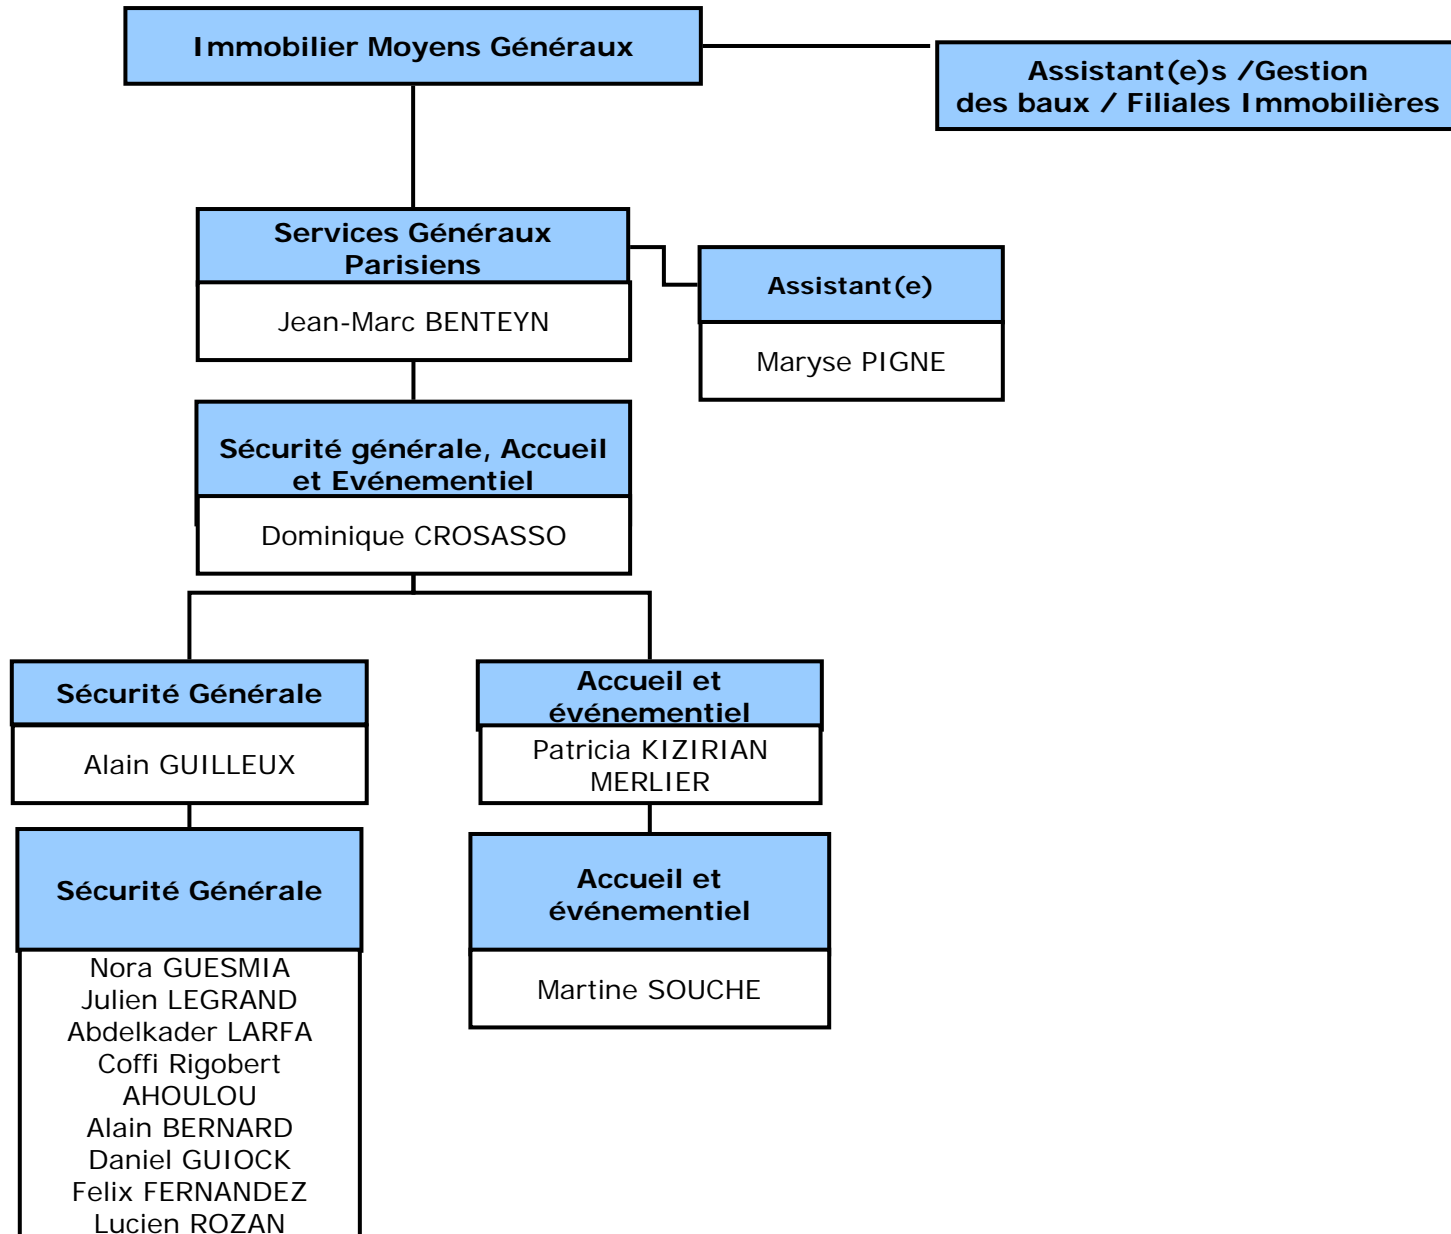 Immobilier Moyens Généraux
Assistant(e)s /Gestion
des baux / Filiales Immobilières
Services Généraux
Parisiens
Jean-Marc BENTEYN
Assistant(e)
Maryse PIGNE
Sécurité générale, Accueil
et Evénementiel
Dominique CROSASSO
Sécurité Générale
Alain GUILLEUX
Accueil et
événementiel
Patricia KIZIRIAN
MERLIER
Sécurité Générale
Nora GUESMIA
Julien LEGRAND
Abdelkader LARFA
Coffi Rigobert
AHOULOU
Alain BERNARD
Daniel GUIOCK
Felix FERNANDEZ
Lucien ROZAN
Accueil et
événementiel
Martine SOUCHE